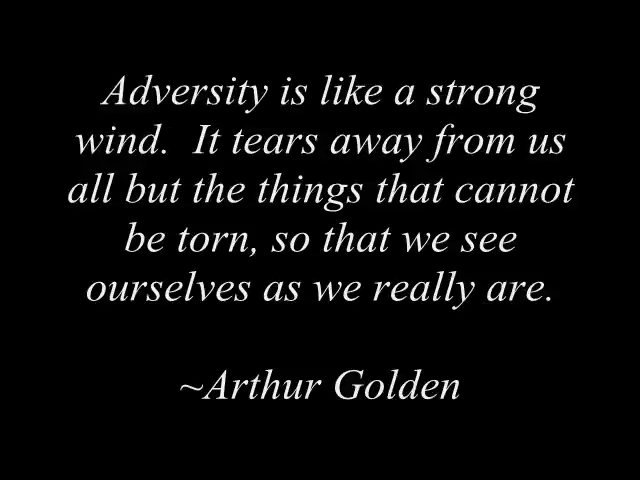 Adversity is like a strong
wind.  It tears away from us
all but the things that cannot
be torn, so that we see
ourselves as we really are.
~Arthur Golden